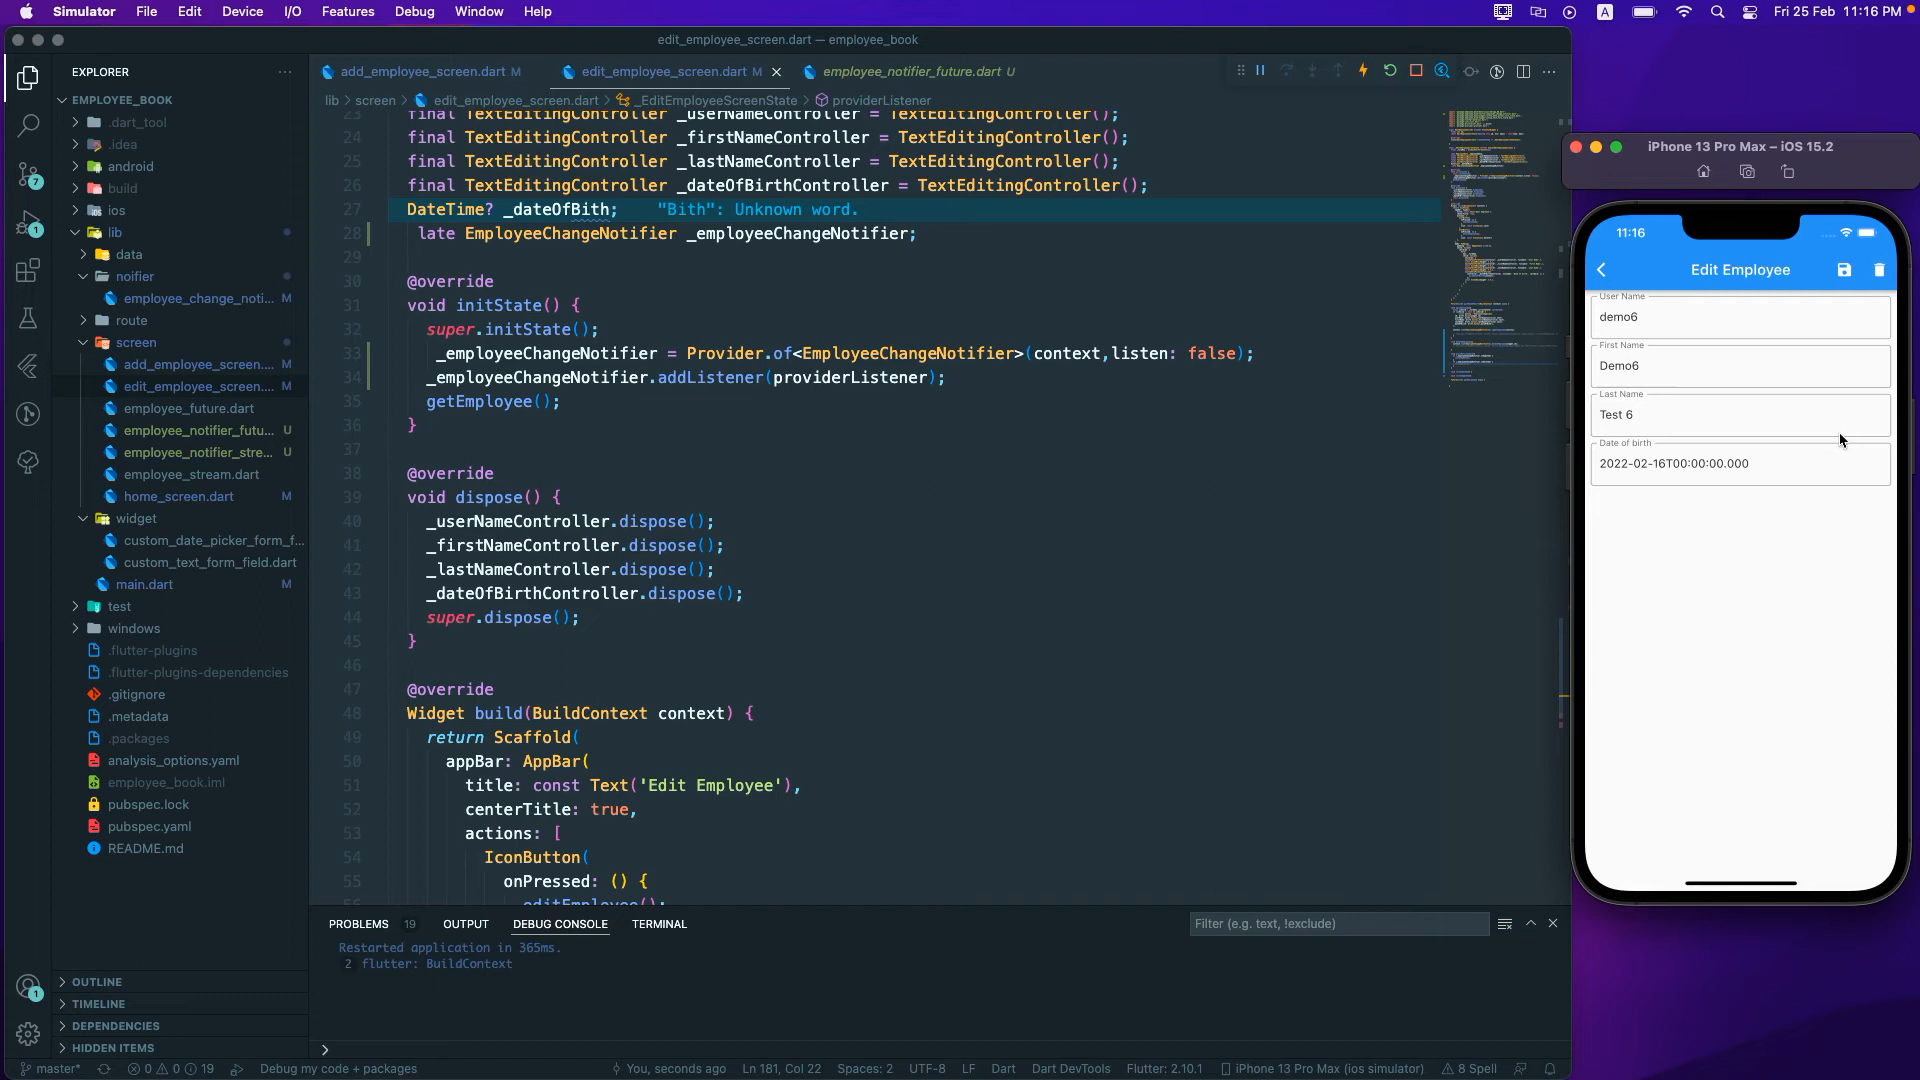 Simulator File Edit Device I/O Features Debug Window Help
A Fri 25 Feb 11:16 PM
edit_employee_screen.dart — employee_book
EXPLORER
add_employee_screen.dart M
edit_employee_screen.dart M
employee_notifier_future.dart U
lib > screen > edit_employee_screen.dart > _EditEmployeeScreenState > providerListener
EMPLOYEE_BOOK
.dart_tool
.idea
android
build
ios
lib
data
noifier
employee_change_noti... M
route
screen
add_employee_screen.... M
edit_employee_screen.... M
employee_future.dart
employee_notifier_futu... U
employee_notifier_stre... U
employee_stream.dart
home_screen.dart M
widget
custom_date_picker_form_f...
custom_text_form_field.dart
main.dart M
test
windows
.flutter-plugins
.flutter-plugins-dependencies
.gitignore
.metadata
.packages
analysis_options.yaml
employee_book.iml
pubspec.lock
pubspec.yaml
README.md
OUTLINE
TIMELINE
DEPENDENCIES
HIDDEN ITEMS
7
1
1
23 final TextEditingController _userNameController = TextEditingController();
24 final TextEditingController _firstNameController = TextEditingController();
25 final TextEditingController _lastNameController = TextEditingController();
26 final TextEditingController _dateOfBirthController = TextEditingController();
27 DateTime? _dateOfBith; "Bith": Unknown word.
28 late EmployeeChangeNotifier _employeeChangeNotifier;
29
30 @override
31 void initState() {
32 super.initState();
33 _employeeChangeNotifier = Provider.of<EmployeeChangeNotifier>(context,listen: false);
34 _employeeChangeNotifier.addListener(providerListener);
35 getEmployee();
36 }
37
38 @override
39 void dispose() {
40 _userNameController.dispose();
41 _firstNameController.dispose();
42 _lastNameController.dispose();
43 _dateOfBirthController.dispose();
44 super.dispose();
45 }
46
47 @override
48 Widget build(BuildContext context) {
49 return Scaffold(
50 appBar: AppBar(
51 title: const Text('Edit Employee'),
52 centerTitle: true,
53 actions: [
54 IconButton(
55 onPressed: () {
56 editEmployee();
PROBLEMS 19 OUTPUT DEBUG CONSOLE TERMINAL
Filter (e.g. text, !exclude)
Restarted application in 365ms.
2 flutter: BuildContext
master* 0 0 19 Debug my code + packages
You, seconds ago Ln 181, Col 22 Spaces: 2 UTF-8 LF Dart Dart DevTools Flutter: 2.10.1 iPhone 13 Pro Max (ios simulator) 8 Spell
iPhone 13 Pro Max – iOS 15.2
11:16
Edit Employee
User Name
demo6
First Name
Demo6
Last Name
Test 6
Date of birth
2022-02-16T00:00:00.000